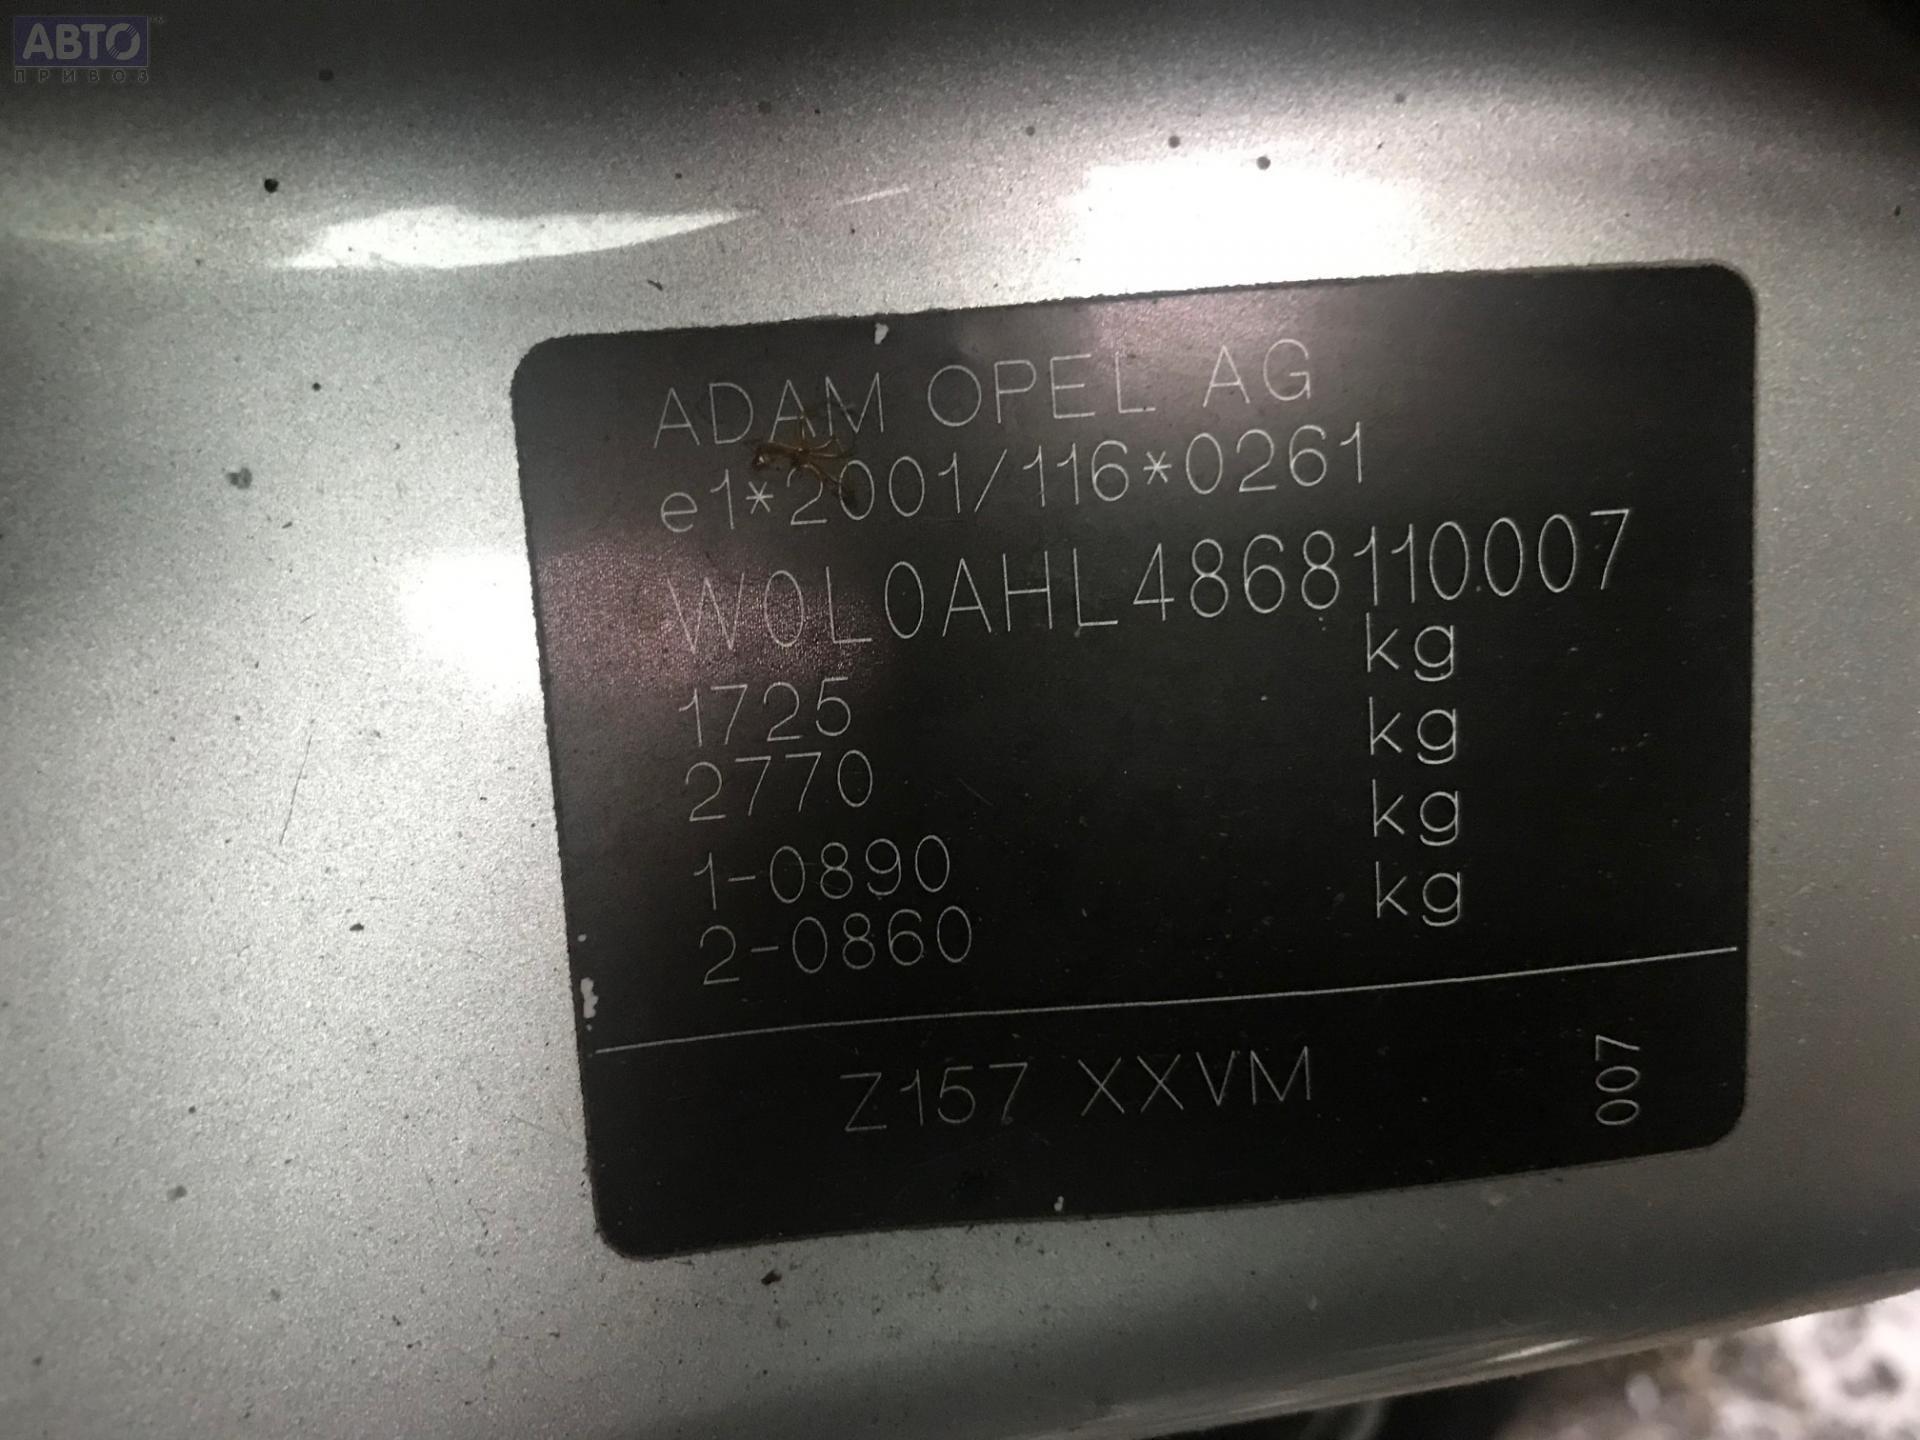 АВТО
ПРИВОЗ
ADAM OPEL AG
e1*2001/116*0261
W0L0AHL4868110007
1725 kg
2770 kg
1-0890 kg
2-0860 kg
Z157 XXVM
007